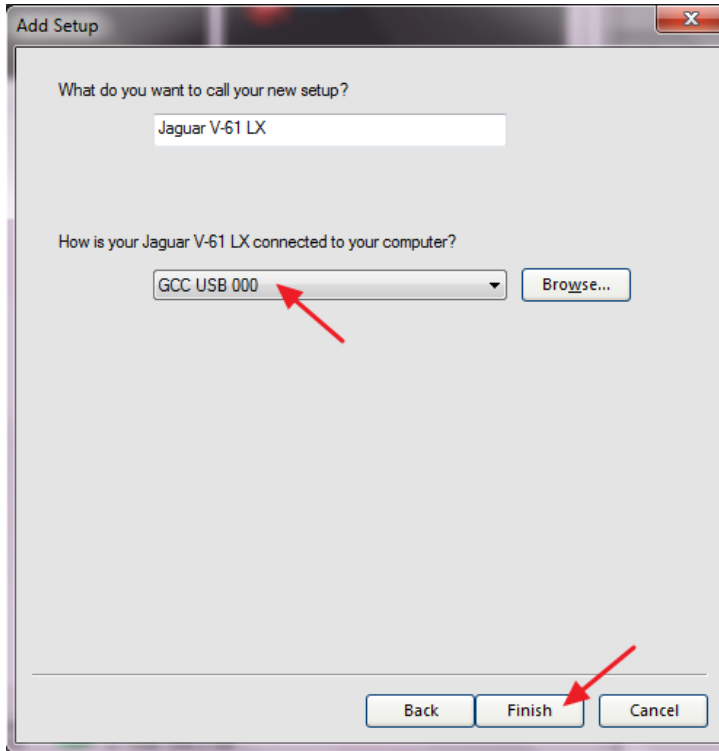 Add Setup
What do you want to call your new setup?
Jaguar V-61 LX
How is your Jaguar V-61 LX connected to your computer?
GCC USB 000
Browse...
Back
Finish
Cancel